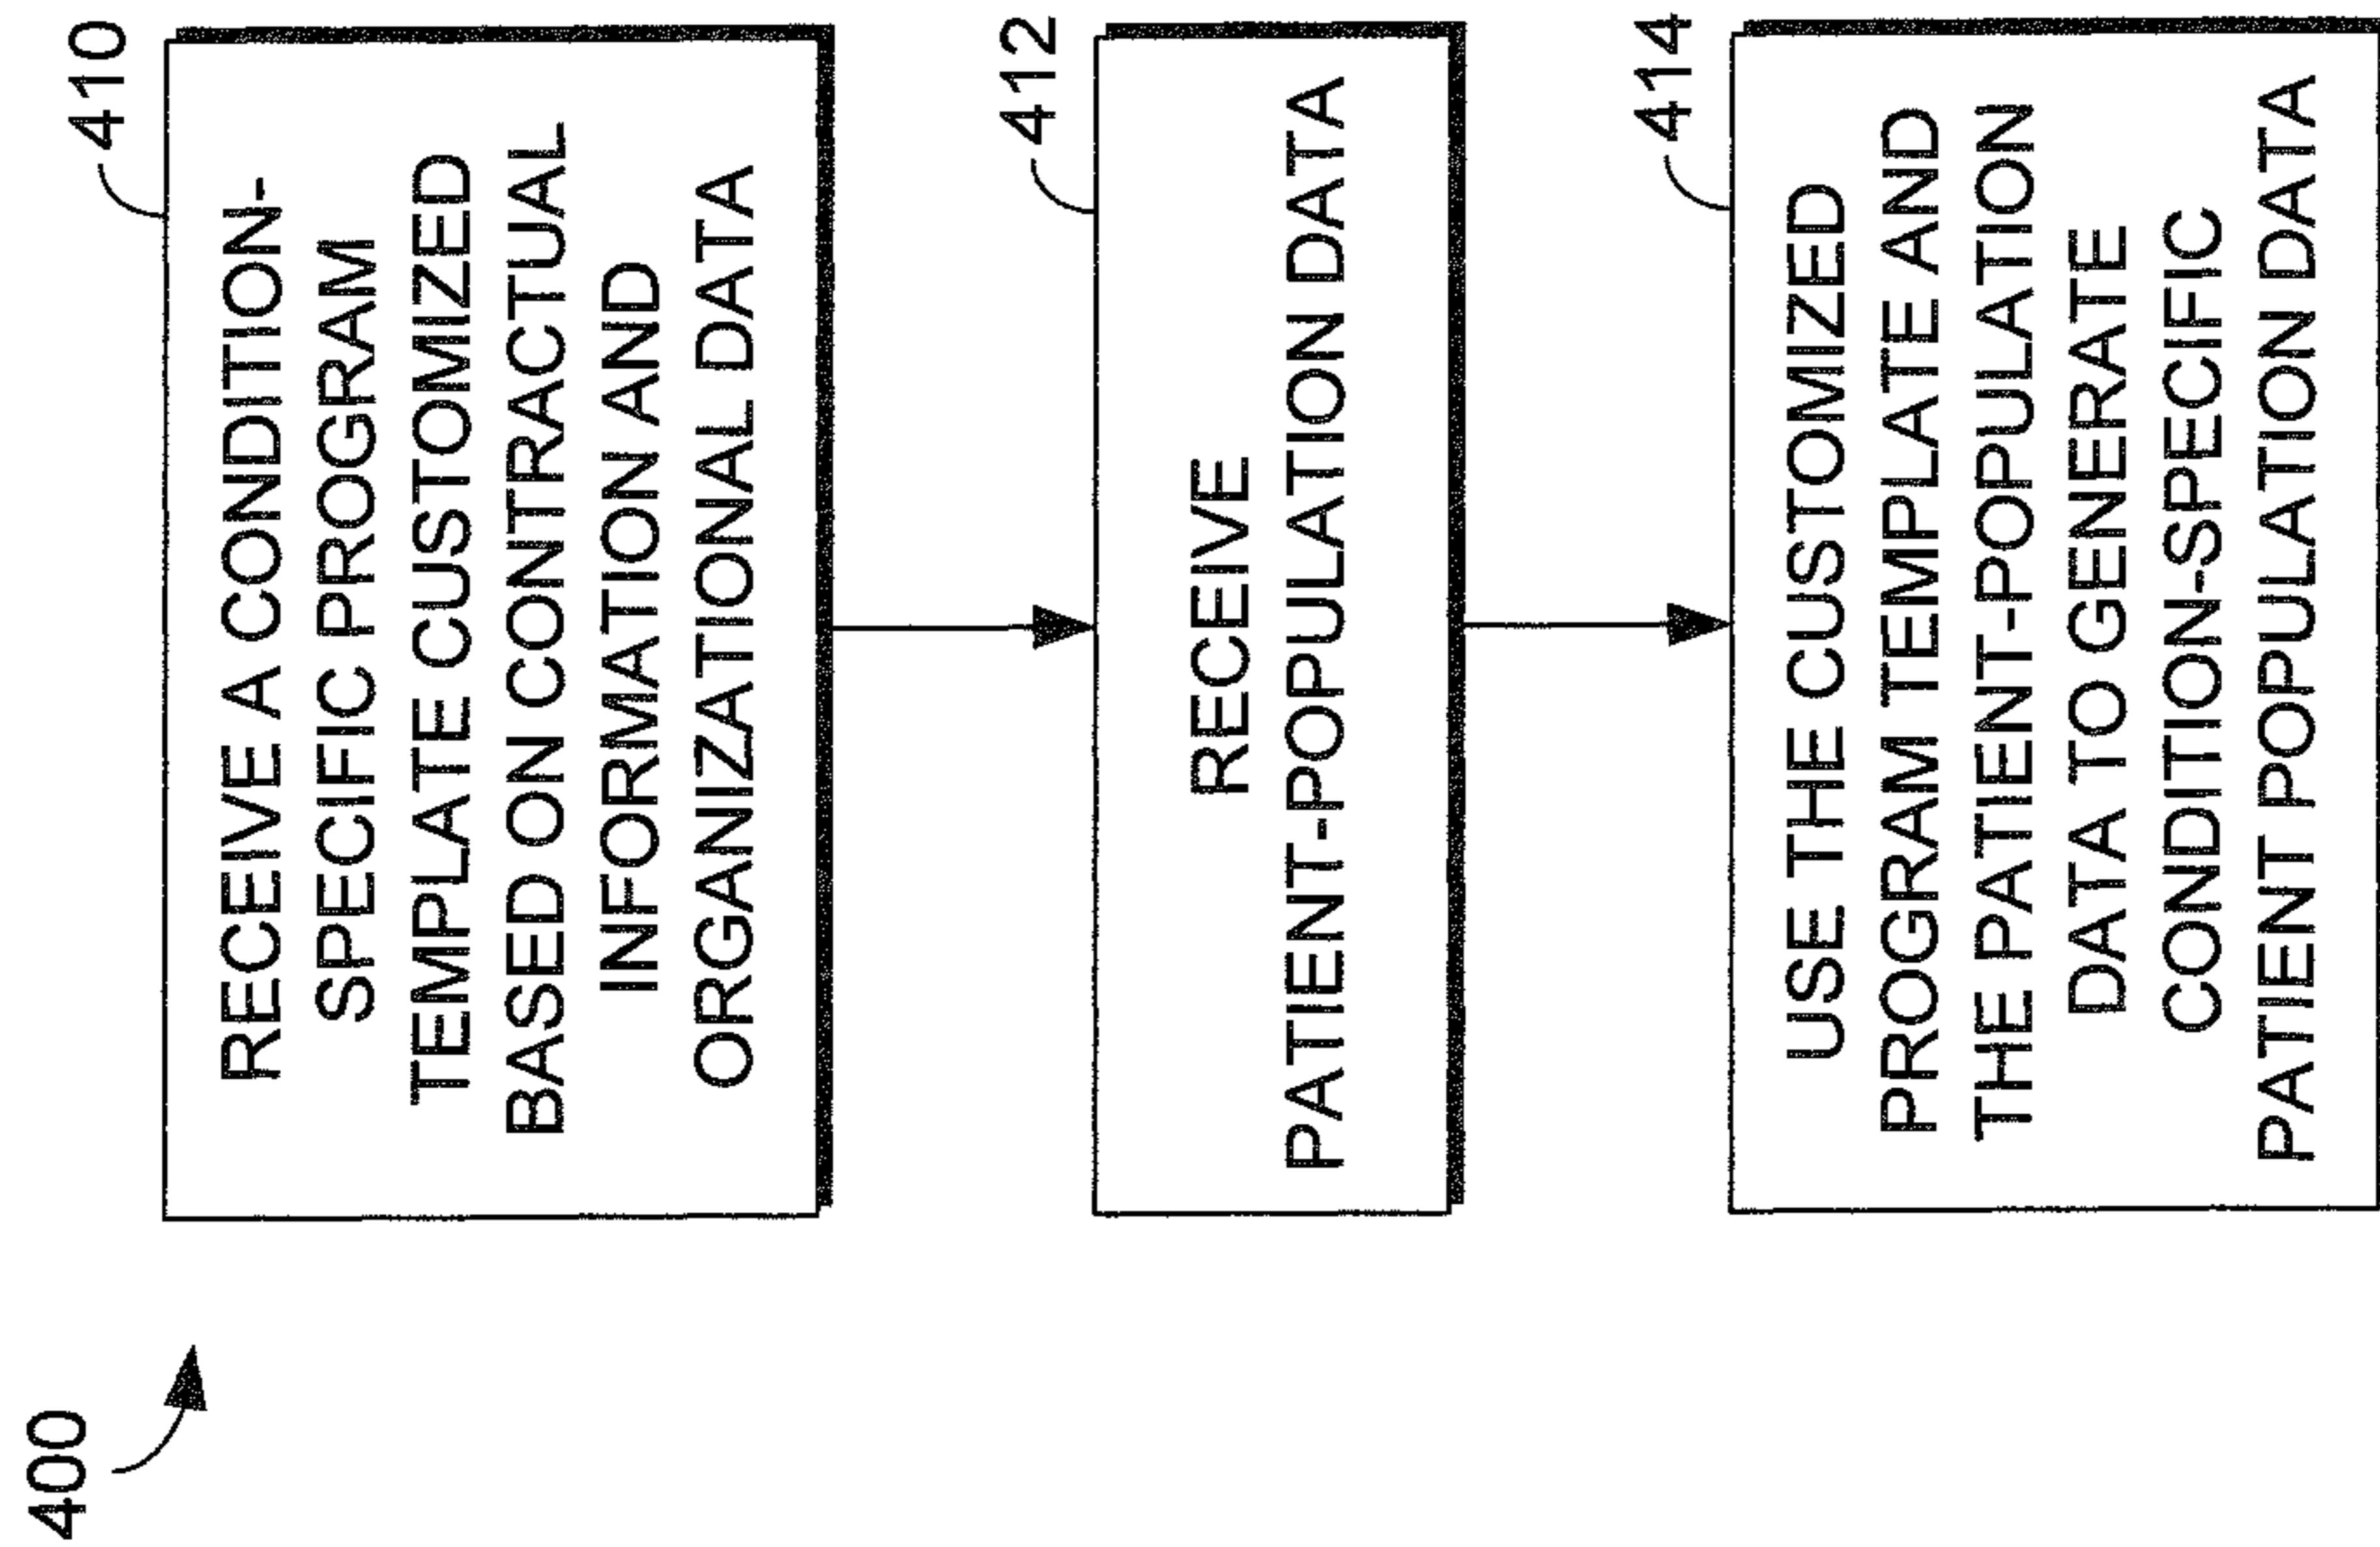 400
410
RECEIVE A CONDITION-
SPECIFIC PROGRAM
TEMPLATE CUSTOMIZED
BASED ON CONTRACTUAL
INFORMATION AND
ORGANIZATIONAL DATA
412
RECEIVE
PATIENT-POPULATION DATA
414
USE THE CUSTOMIZED
PROGRAM TEMPLATE AND
THE PATIENT-POPULATION
DATA TO GENERATE
CONDITION-SPECIFIC
PATIENT POPULATION DATA